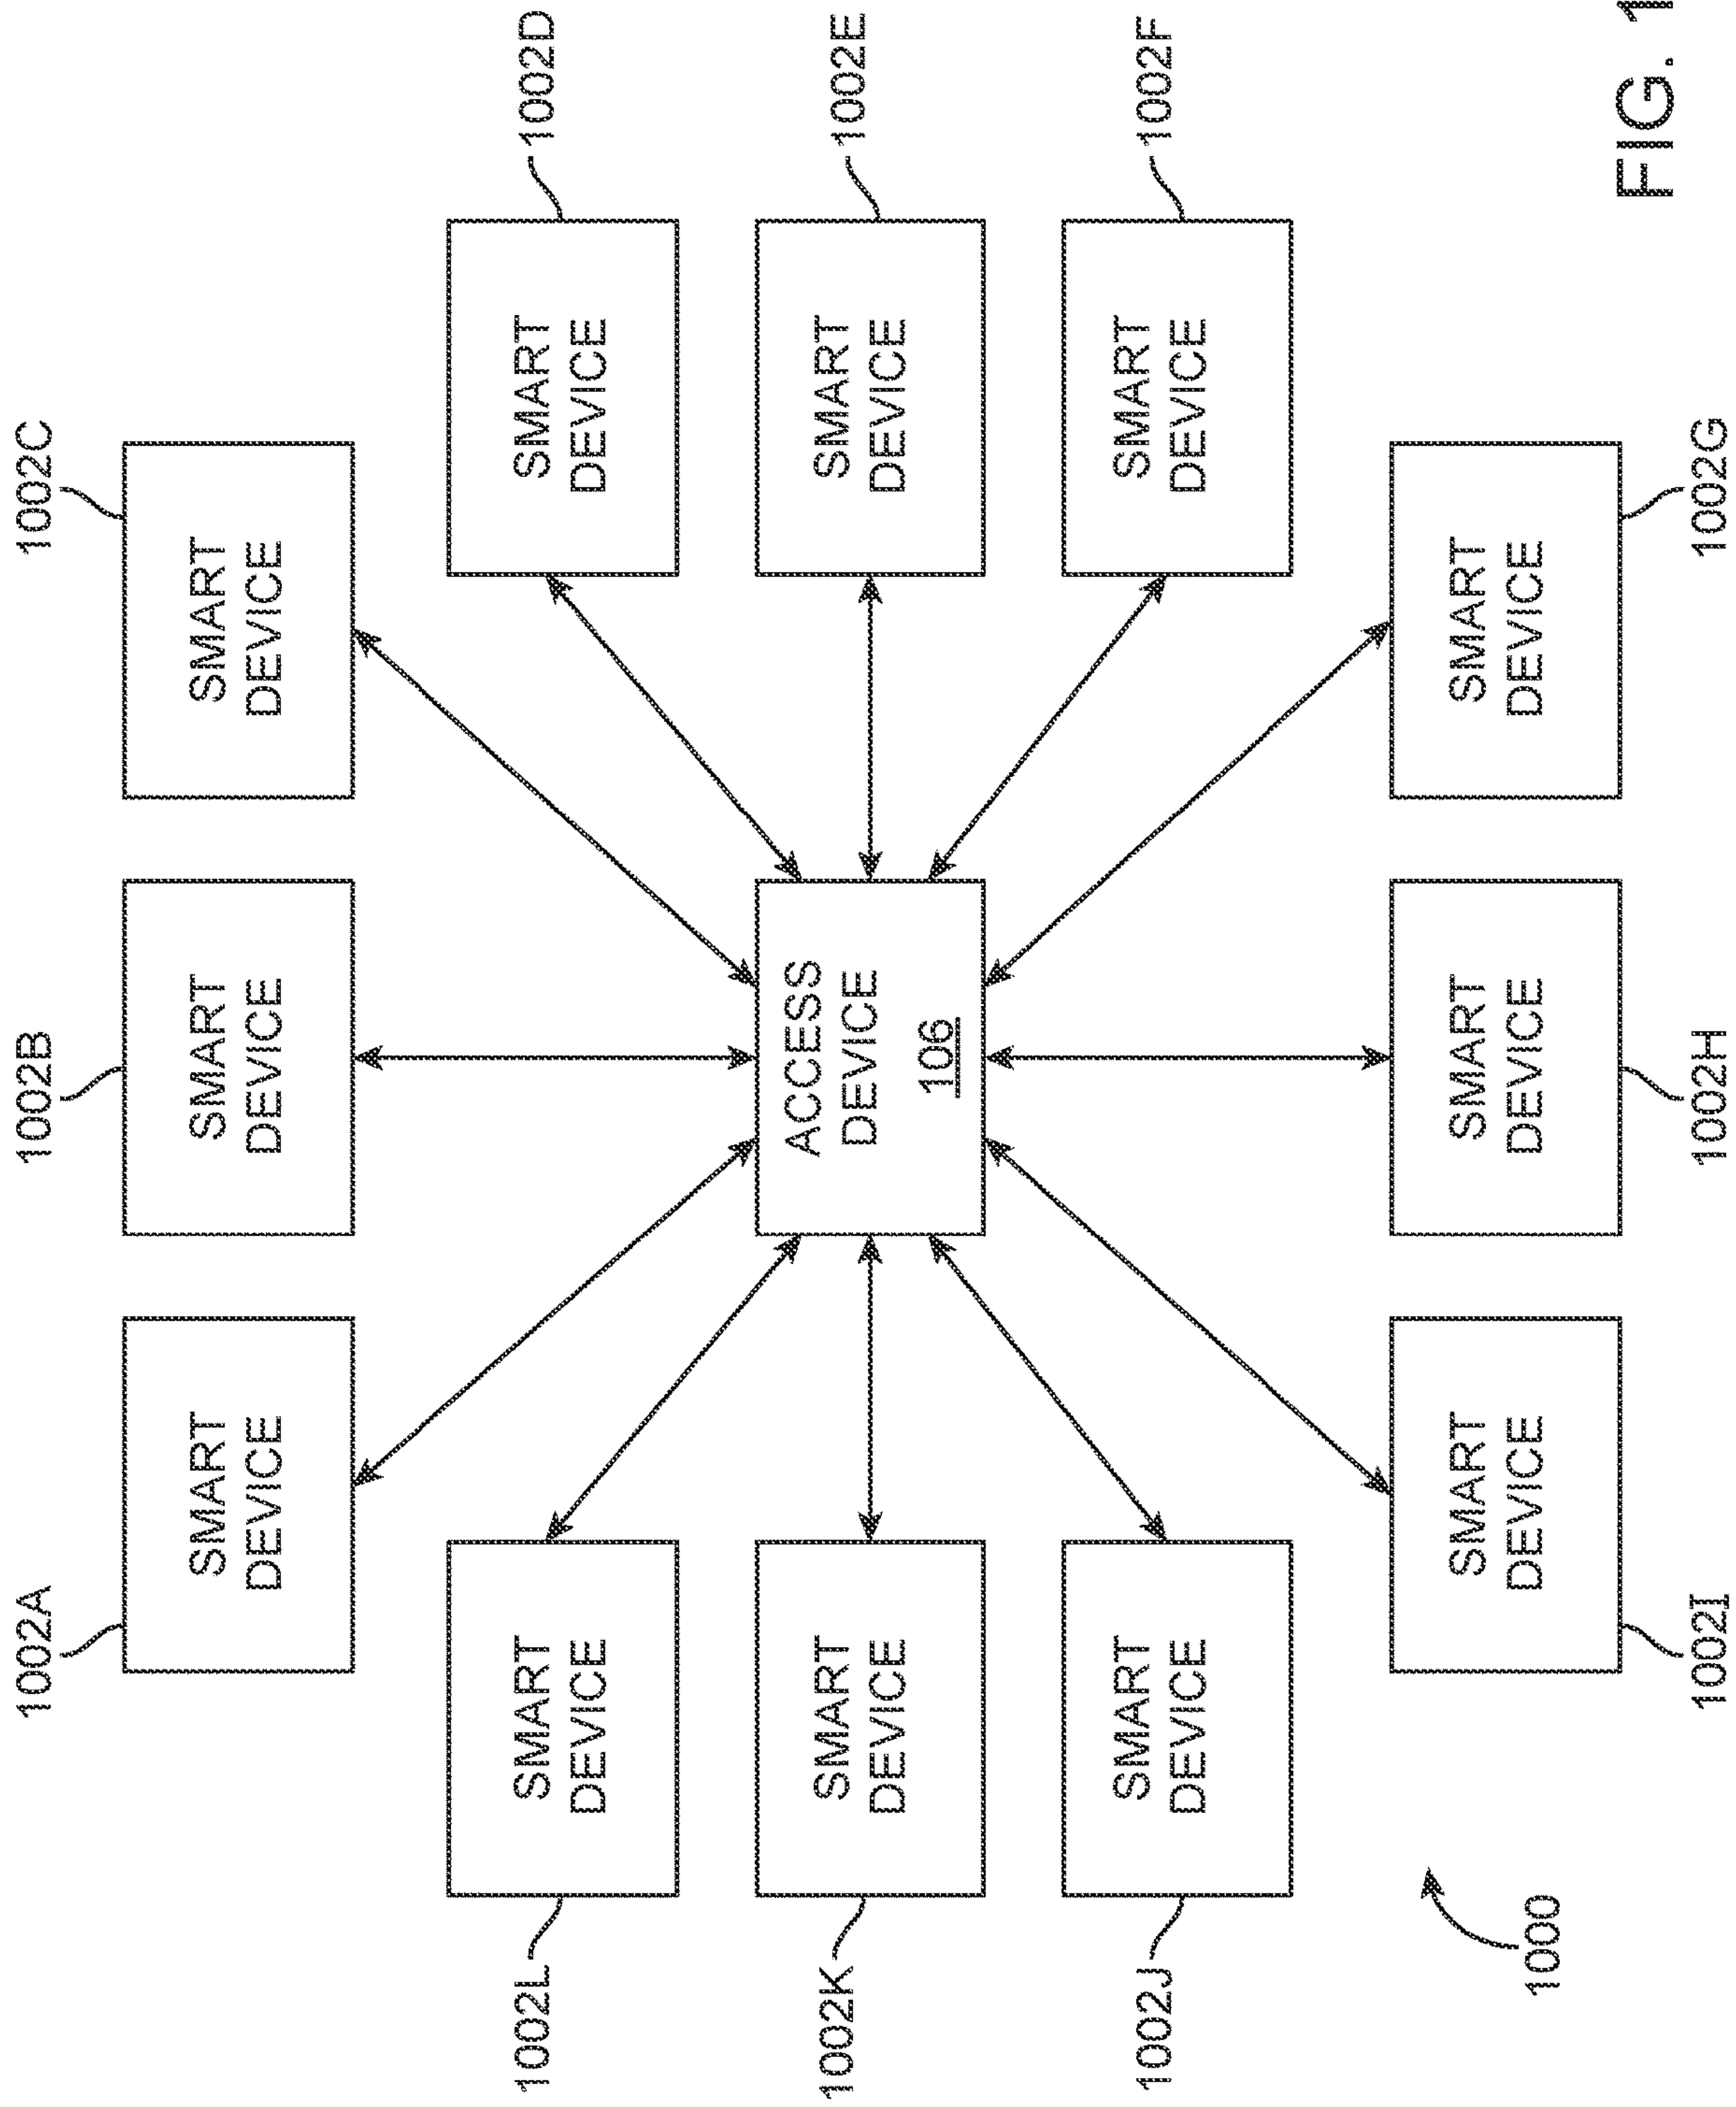 1002A
1002B
1002C
SMART
DEVICE
SMART
DEVICE
SMART
DEVICE
1002L
SMART
DEVICE
SMART
DEVICE
1002D
1002K
SMART
DEVICE
ACCESS
DEVICE
106
SMART
DEVICE
1002E
1002J
SMART
DEVICE
SMART
DEVICE
1002F
SMART
DEVICE
SMART
DEVICE
SMART
DEVICE
1000
1002I
1002H
1002G
FIG. 1